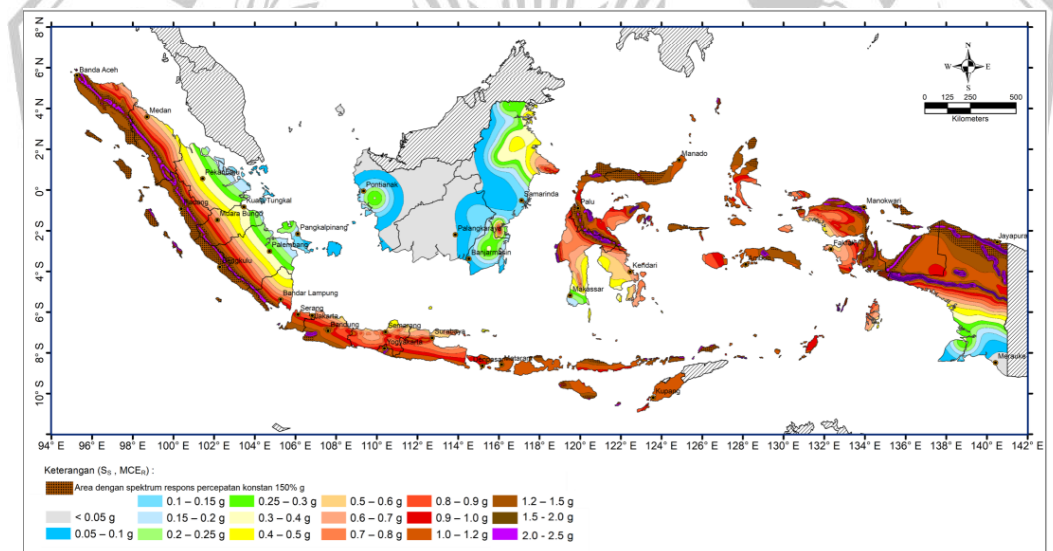 8° N
6° N
4° N
2° N
0°
2° S
4° S
6° S
8° S
10° S
94° E 96° E 98° E 100° E 102° E 104° E 106° E 108° E 110° E 112° E 114° E 116° E 118° E 120° E 122° E 124° E 126° E 128° E 130° E 132° E 134° E 136° E 138° E 140° E 142° E
N
W E
S
0 125 250 500
Kilometers
Banda Aceh
Medan
Pekanbaru
Padang
Kuala Tungkal
Muara Bungo
Pangkalpinang
Palembang
Bengkulu
Bandar Lampung
Serang
Jakarta
Bandung
Semarang
Yogyakarta
Surabaya
Mataram
Kupang
Pontianak
Palangkaraya
Banjarmasin
Samarinda
Palu
Manado
Kendari
Makassar
Manokwari
Jayapura
Merauke
Keterangan (S_S , MCE_R) :
Area dengan spektrum respons percepatan konstan 150% g
< 0.05 g
0.05 – 0.1 g
0.1 – 0.15 g
0.15 – 0.2 g
0.2 – 0.25 g
0.25 – 0.3 g
0.3 – 0.4 g
0.4 – 0.5 g
0.5 – 0.6 g
0.6 – 0.7 g
0.7 – 0.8 g
0.8 – 0.9 g
0.9 – 1.0 g
1.0 – 1.2 g
1.2 – 1.5 g
1.5 - 2.0 g
2.0 - 2.5 g